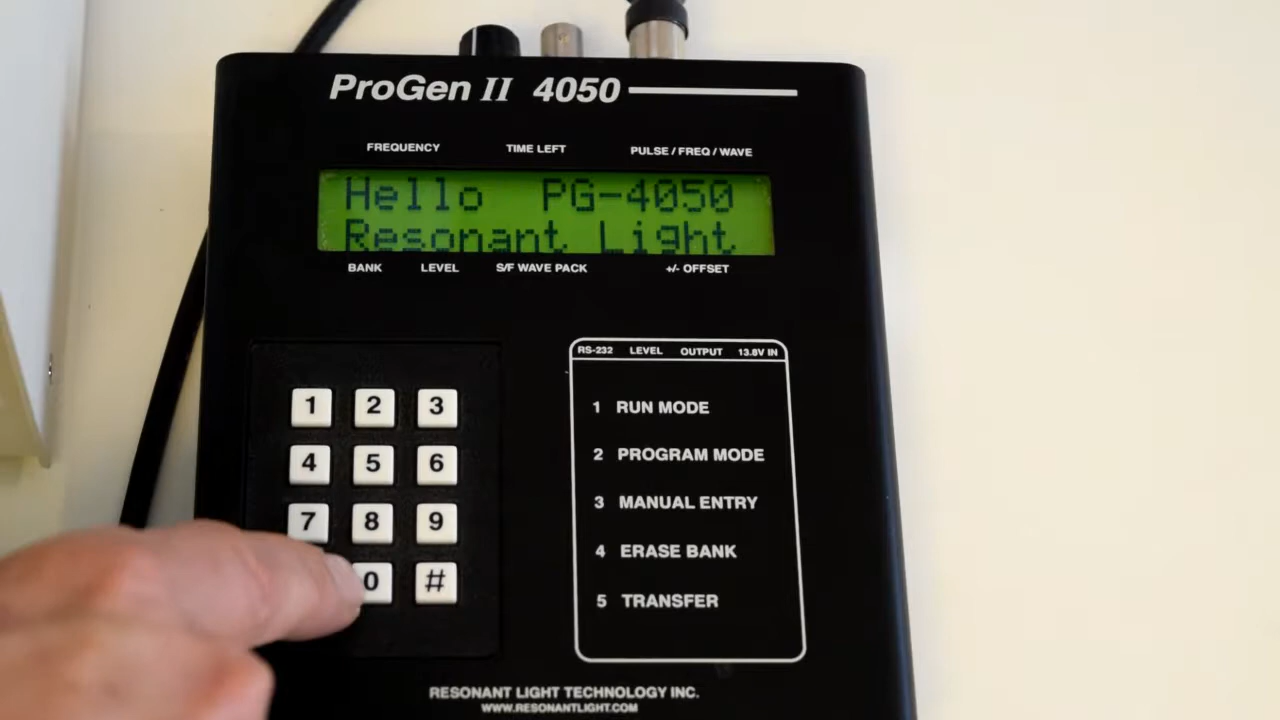 ProGen II 4050
FREQUENCY TIME LEFT PULSE / FREQ / WAVE
Hello PG-4050
Resonant Light
BANK LEVEL S/F WAVE PACK +/- OFFSET
RS-232 LEVEL OUTPUT 13.8V IN
1 2 3
4 5 6
7 8 9
0 #
1 RUN MODE
2 PROGRAM MODE
3 MANUAL ENTRY
4 ERASE BANK
5 TRANSFER
RESONANT LIGHT TECHNOLOGY INC.
WWW.RESONANTLIGHT.COM